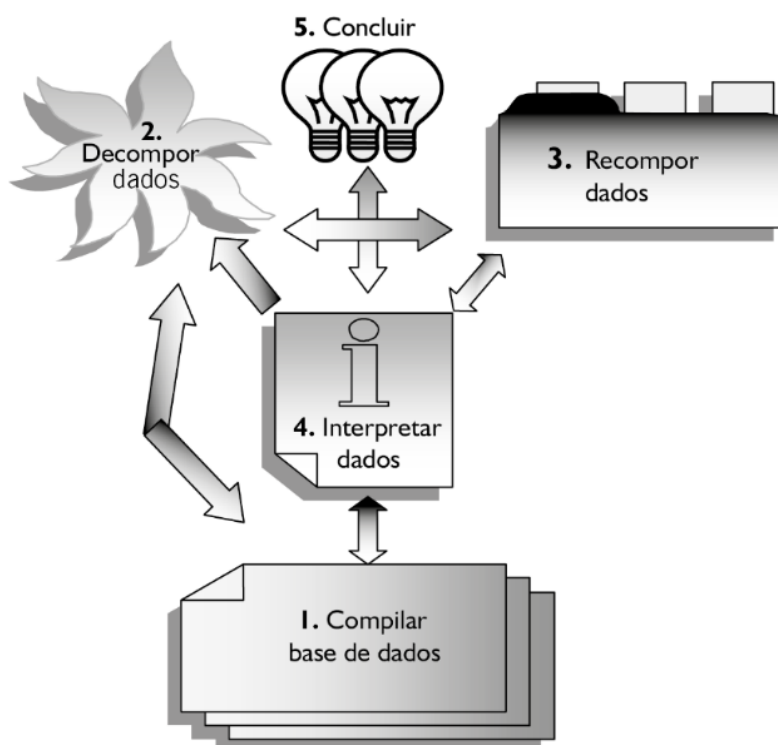 5. Concluir
2.
Decompor
dados
3. Recompor
dados
i
4. Interpretar
dados
1. Compilar
base de dados